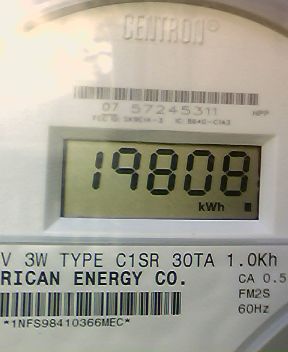 CENTRON®
07 57245311
HPP
19808
kWh
V 3W TYPE C1SR 30TA 1.0Kh
RICAN ENERGY CO.
CA 0.5
FM2S
60Hz
*1NFS98410366MEC*